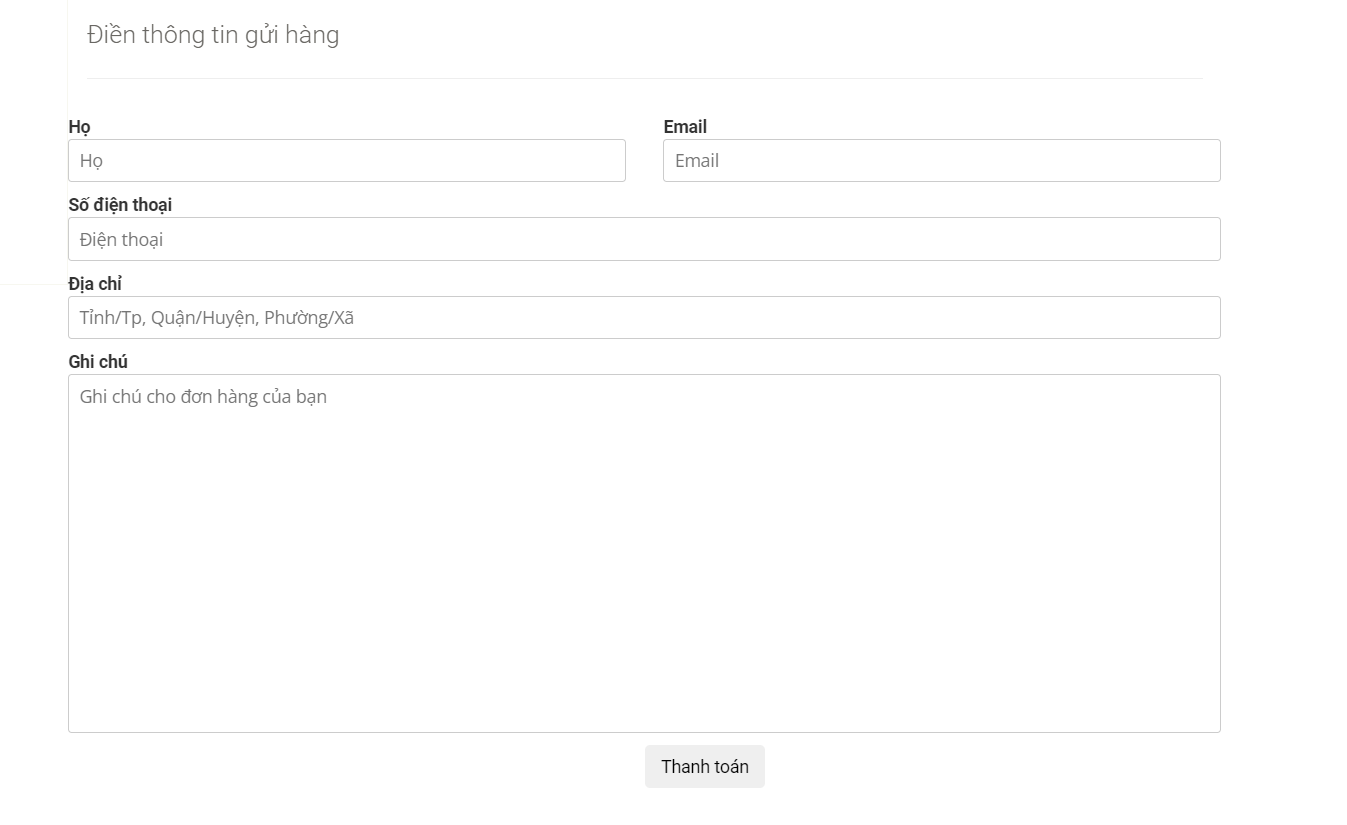 Điền thông tin gửi hàng
Họ
Email
Họ
Email
Số điện thoại
Điện thoại
Địa chỉ
Tỉnh/Tp, Quận/Huyện, Phường/Xã
Ghi chú
Ghi chú cho đơn hàng của bạn
Thanh toán